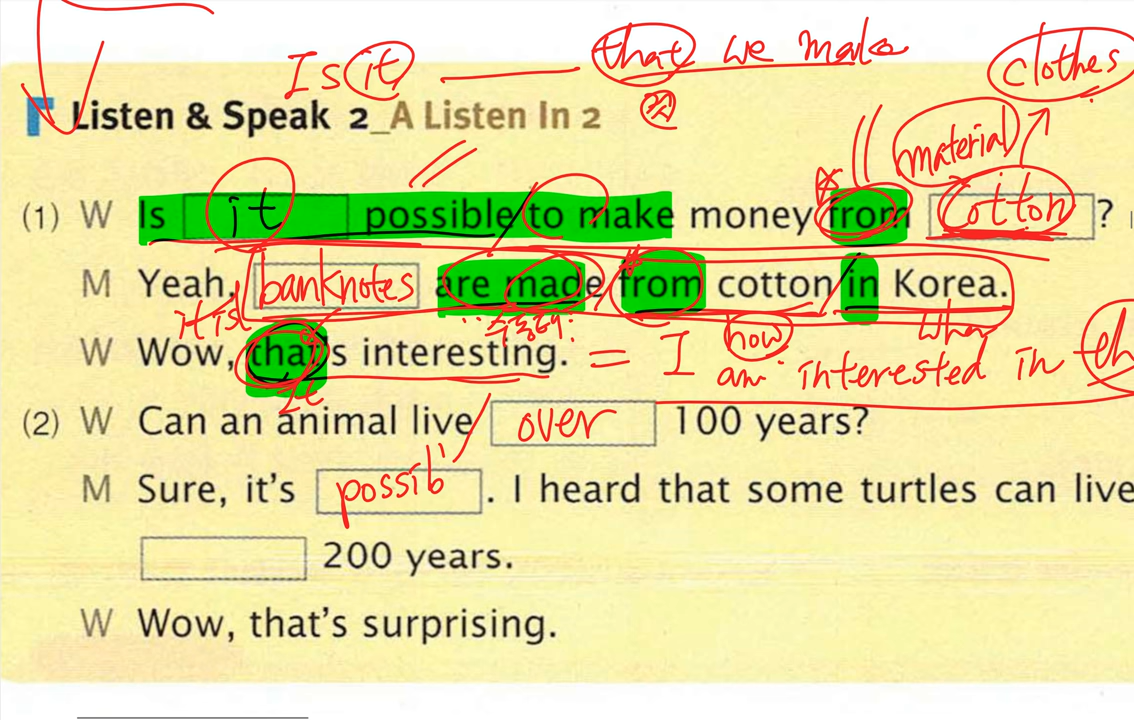 Is it that we make clothes
Listen & Speak 2_A Listen In 2
material
(1) W Is it possible to make money from cotton?
M Yeah, banknotes are made from cotton in Korea.
it is how when
W Wow, that's interesting. = I am interested in
It
(2) W Can an animal live over 100 years?
M Sure, it's possib. I heard that some turtles can live
200 years.
W Wow, that's surprising.